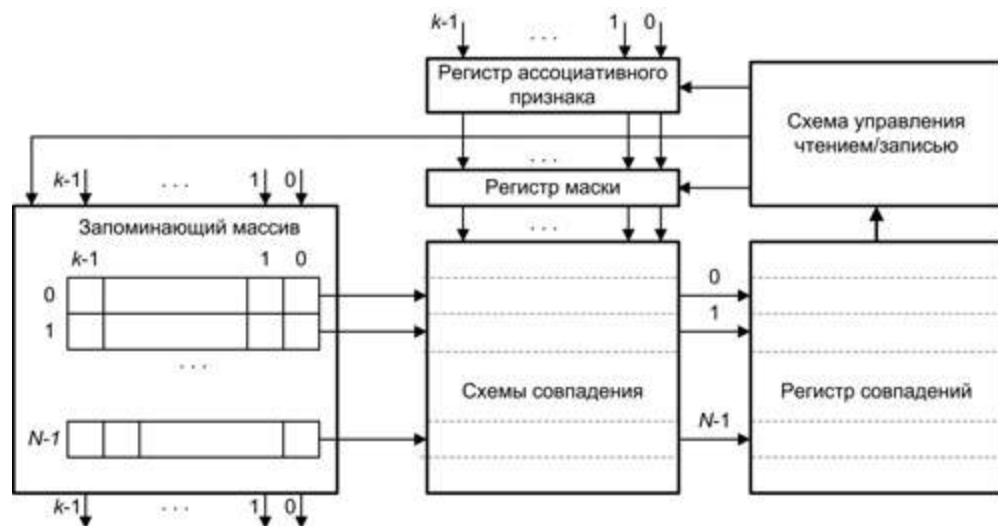 k-1 . . . 1 0
Регистр ассоциативного
признака
Схема управления
чтением/записью
. . .
k-1 . . . 1 0
Регистр маски
. . .
Запоминающий массив
k-1 1 0
0
1
. . .
N-1
k-1 . . . 1 0
Схемы совпадения
0
1
N-1
Регистр совпадений